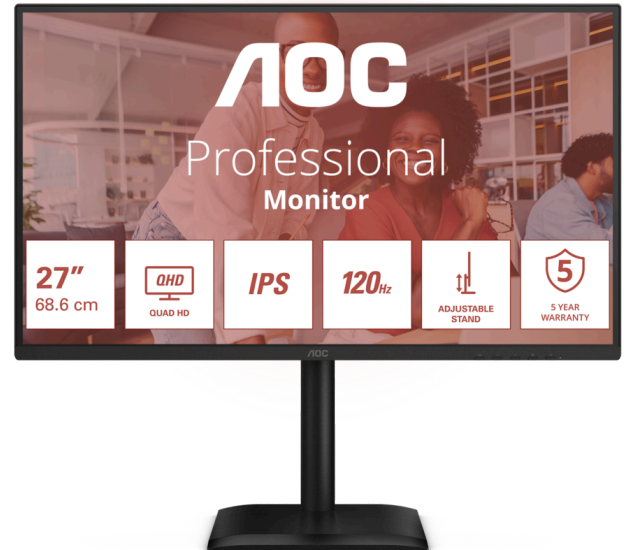 AOC
Professional
Monitor
27”
68.6 cm
QHD
QUAD HD
IPS
120Hz
ADJUSTABLE
STAND
5
5 YEAR
WARRANTY
AOC